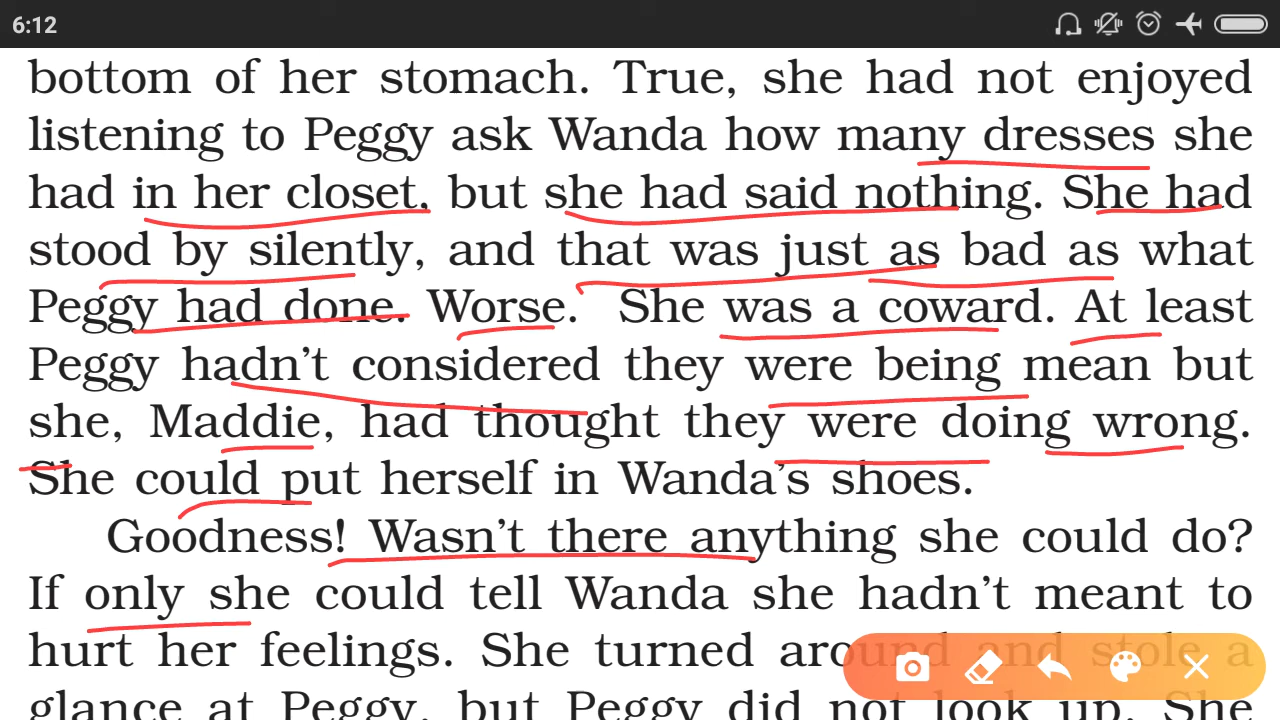 6:12
bottom of her stomach. True, she had not enjoyed
listening to Peggy ask Wanda how many dresses she
had in her closet, but she had said nothing. She had
stood by silently, and that was just as bad as what
Peggy had done. Worse. She was a coward. At least
Peggy hadn't considered they were being mean but
she, Maddie, had thought they were doing wrong.
She could put herself in Wanda's shoes.
Goodness! Wasn't there anything she could do?
If only she could tell Wanda she hadn't meant to
hurt her feelings. She turned around and stole a
glance at Peggy, but Peggy did not look up. She